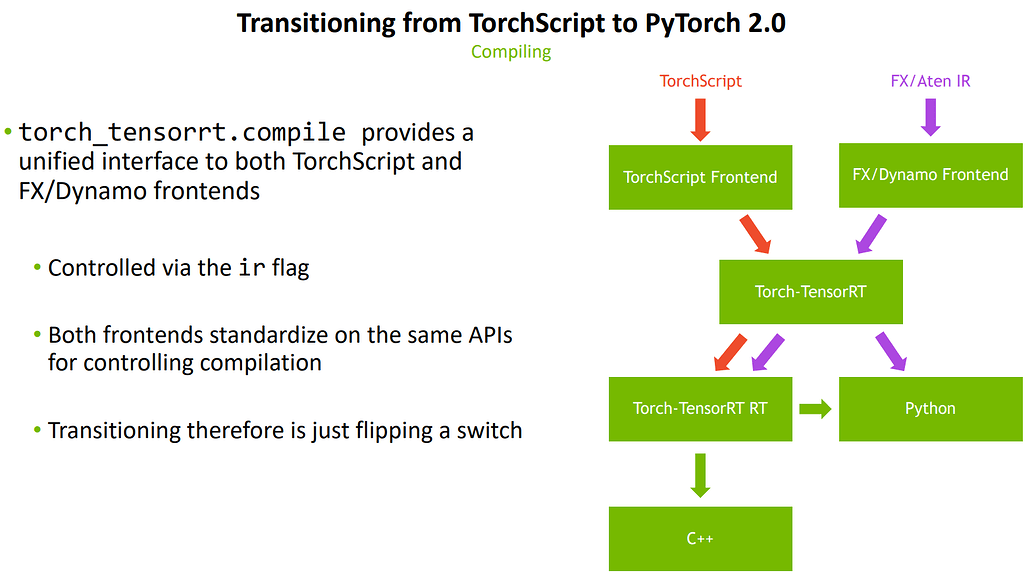 Transitioning from TorchScript to PyTorch 2.0
Compiling
• torch_tensorrt.compile provides a
unified interface to both TorchScript and
FX/Dynamo frontends
• Controlled via the ir flag
• Both frontends standardize on the same APIs
for controlling compilation
• Transitioning therefore is just flipping a switch
TorchScript
FX/Aten IR
TorchScript Frontend
FX/Dynamo Frontend
Torch-TensorRT
Torch-TensorRT RT
Python
C++